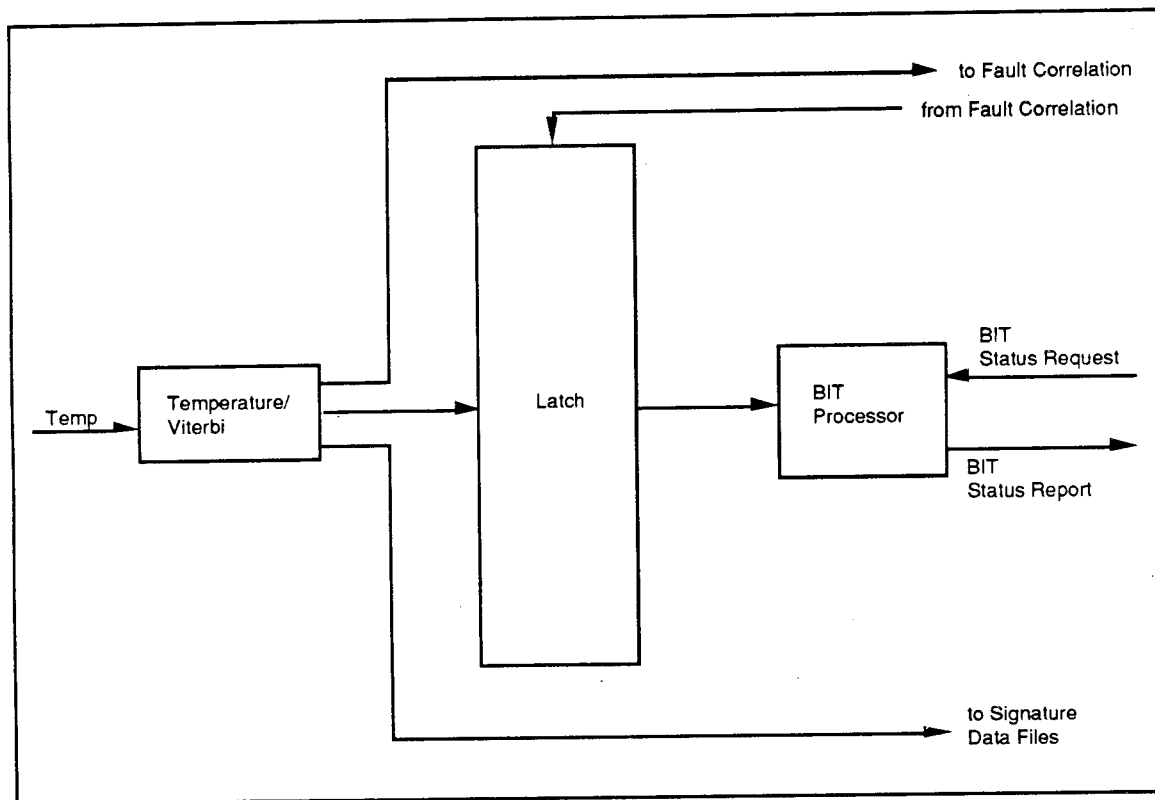 to Fault Correlation
from Fault Correlation
Temp
Temperature/
Viterbi
Latch
BIT
Processor
BIT
Status Request
BIT
Status Report
to Signature
Data Files